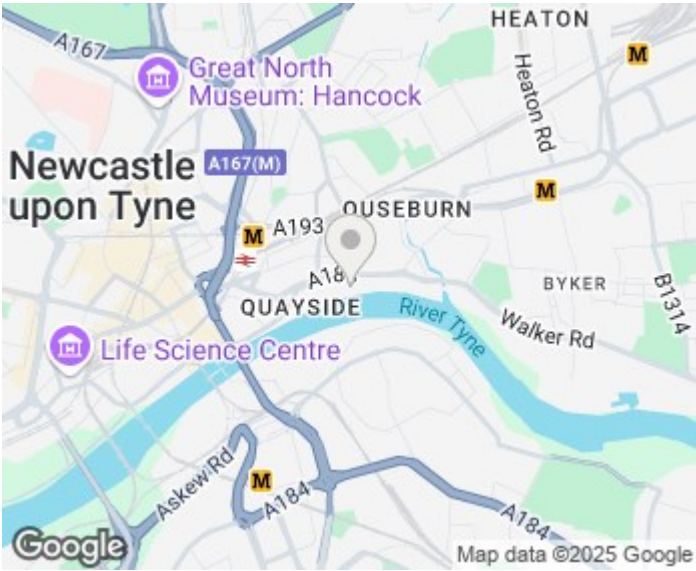 HEATON
A167
M
Great North
Museum: Hancock
Heaton Rd
Newcastle
upon Tyne
A167(M)
M
OUSEBURN
M
A193
BYKER
B1314
QUAYSIDE
River Tyne
Walker Rd
Life Science Centre
Askew Rd
M
A184
A184
Google
Map data ©2025 Google